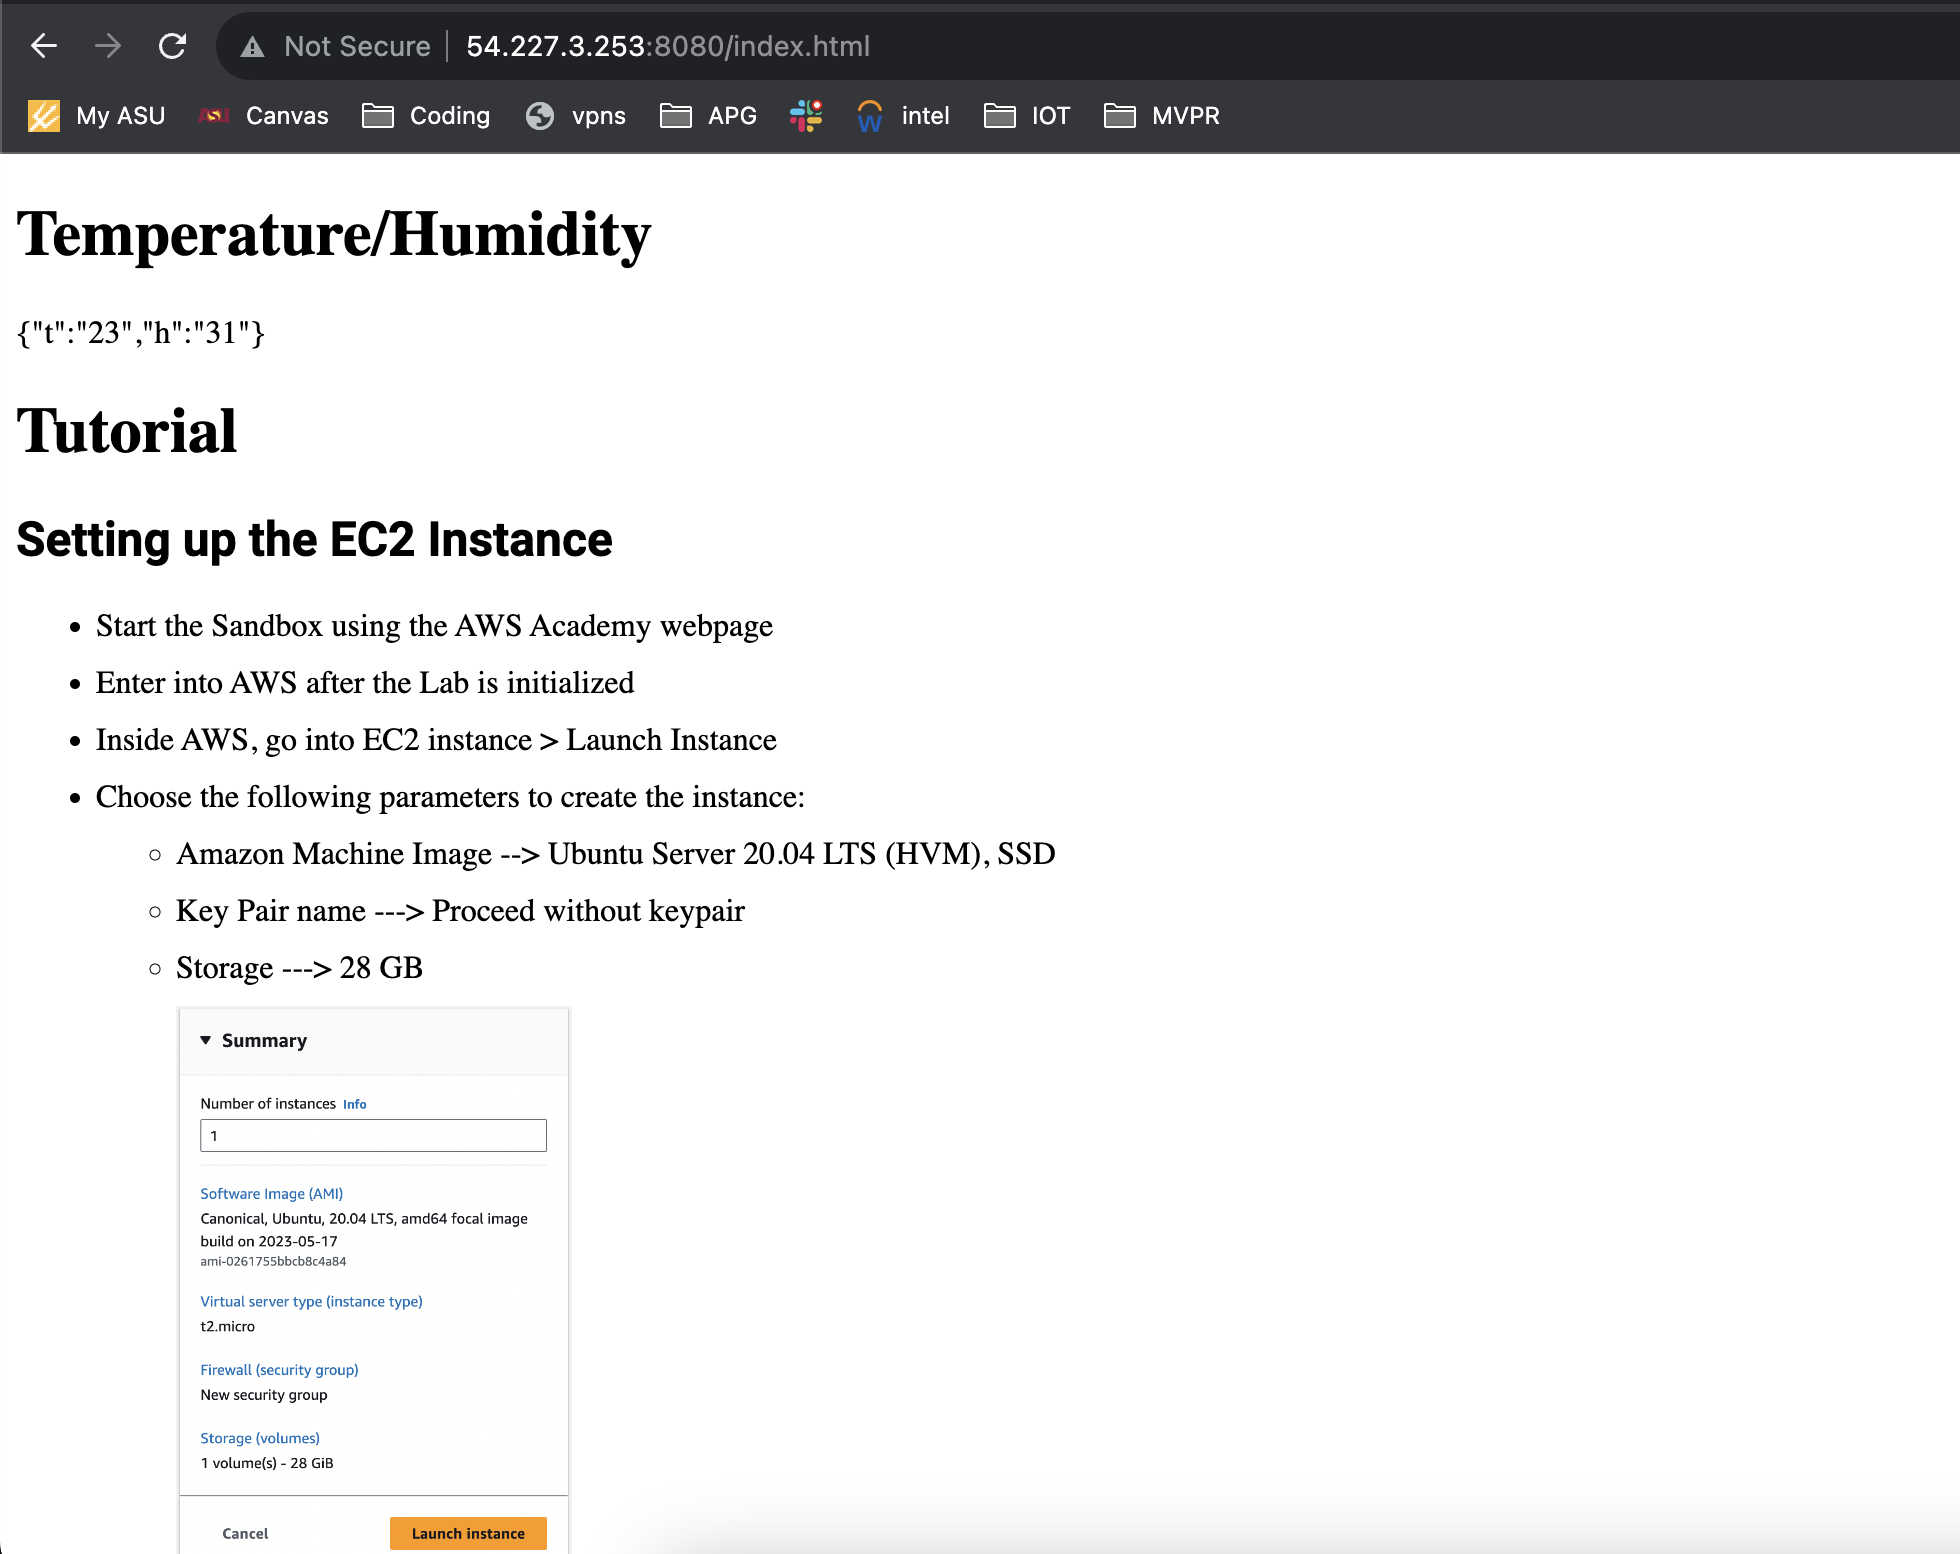 Not Secure | 54.227.3.253:8080/index.html
My ASU ASU Canvas Coding vpns APG W intel IOT MVPR
Temperature/Humidity
{"t":"23","h":"31"}
Tutorial
Setting up the EC2 Instance
• Start the Sandbox using the AWS Academy webpage
• Enter into AWS after the Lab is initialized
• Inside AWS, go into EC2 instance > Launch Instance
• Choose the following parameters to create the instance:
◦ Amazon Machine Image --> Ubuntu Server 20.04 LTS (HVM), SSD
◦ Key Pair name ---> Proceed without keypair
◦ Storage ---> 28 GB
▼ Summary
Number of instances Info
1
Software Image (AMI)
Canonical, Ubuntu, 20.04 LTS, amd64 focal image
build on 2023-05-17
ami-0261755bbcb8c4a84
Virtual server type (instance type)
t2.micro
Firewall (security group)
New security group
Storage (volumes)
1 volume(s) - 28 GiB
Cancel Launch instance